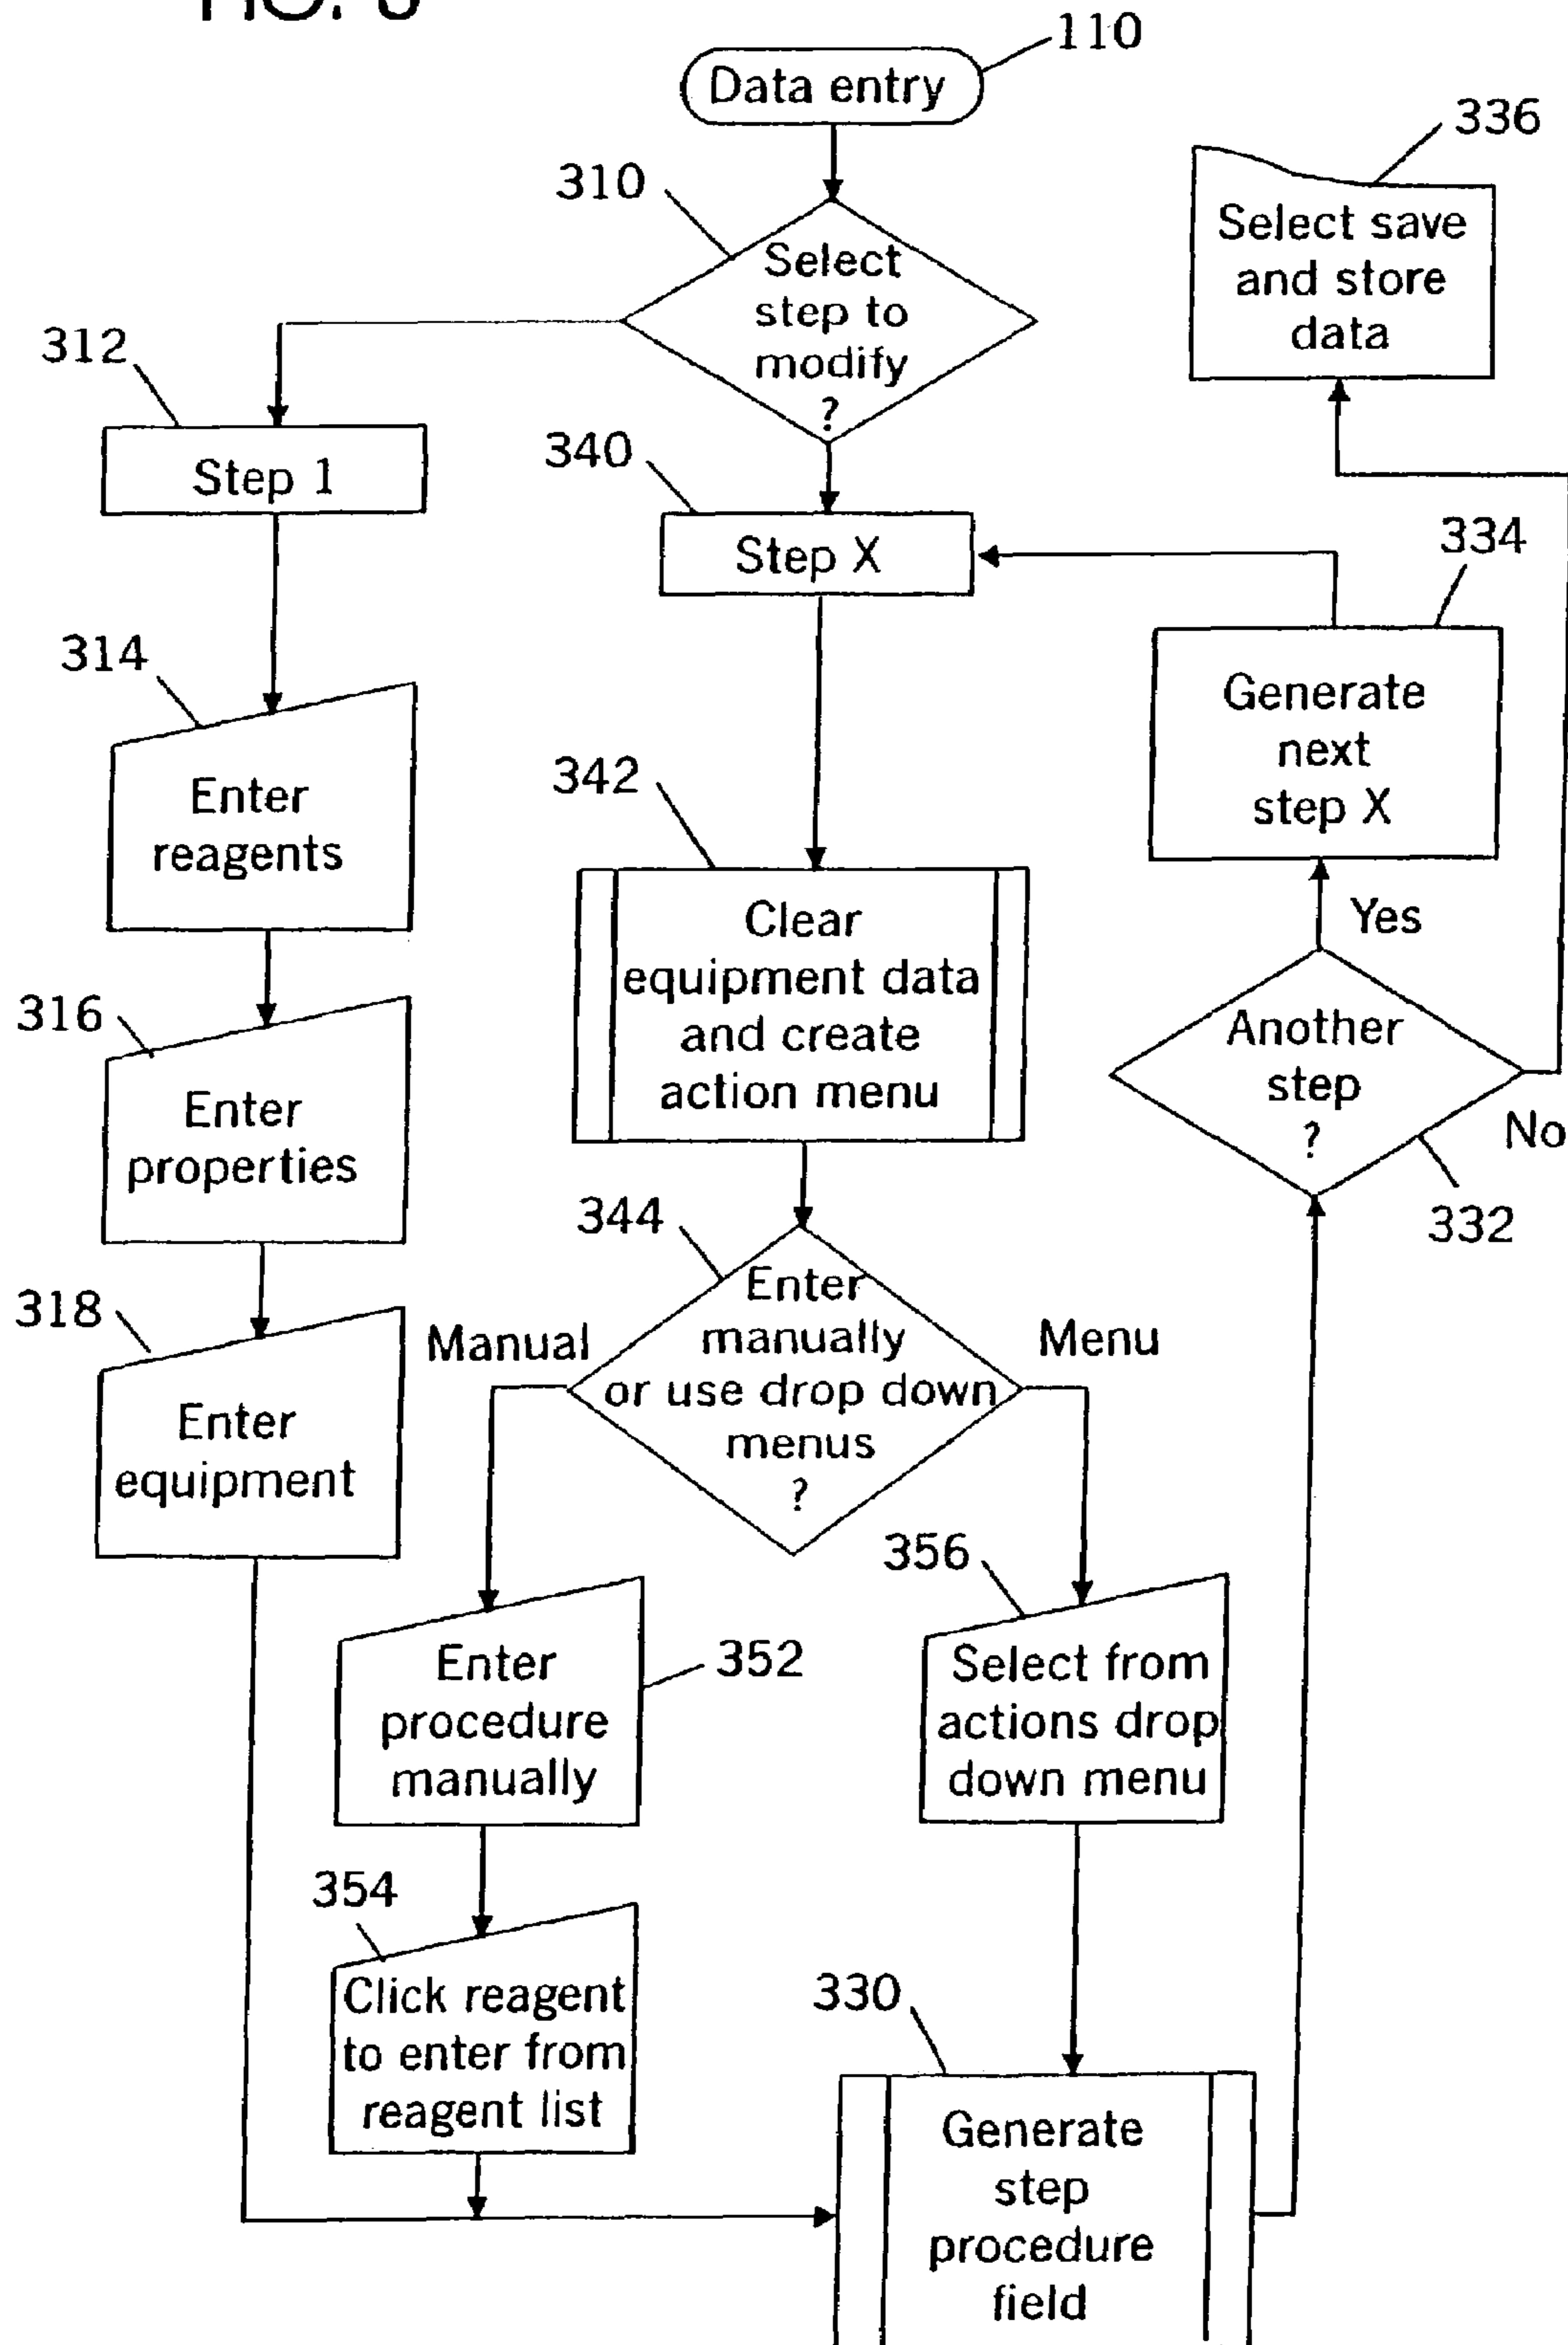 110
Data entry
336
310
Select
step to
modify
?
Select save
and store
data
312
Step 1
340
Step X
334
Generate
next
step X
314
Enter
reagents
342
Clear
equipment data
and create
action menu
Yes
Another
step
?
No
332
316
Enter
properties
344
Enter
manually
or use drop down
menus
?
Manual
Menu
318
Enter
equipment
352
Enter
procedure
manually
356
Select from
actions drop
down menu
354
Click reagent
to enter from
reagent list
330
Generate
step
procedure
field